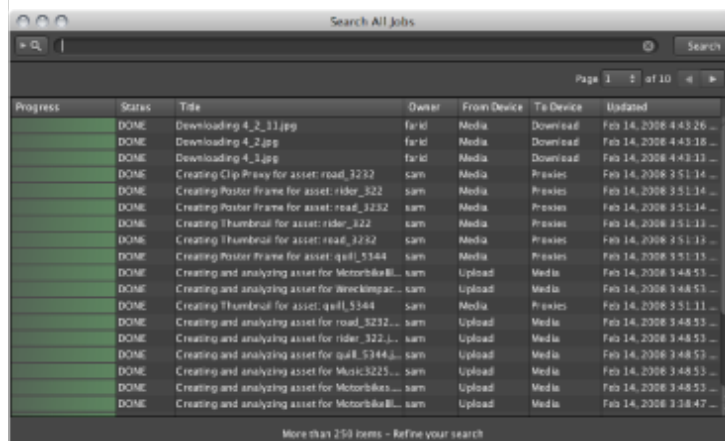 Search All Jobs
Search
Page 1 of 10
Progress Status Title Owner From Device To Device Updated
DONE Downloading 4_2_11.jpg farid Media Download Feb 14, 2008 4:43:26 ...
DONE Downloading 4_2.jpg farid Media Download Feb 14, 2008 4:43:18 ...
DONE Downloading 4_1.jpg farid Media Download Feb 14, 2008 4:43:13 ...
DONE Creating Clip Proxy for asset: road_3232 sam Media Proxies Feb 14, 2008 3:51:14 ...
DONE Creating Poster Frame for asset: rider_322 sam Media Proxies Feb 14, 2008 3:51:14 ...
DONE Creating Poster Frame for asset: road_3232 sam Media Proxies Feb 14, 2008 3:51:14 ...
DONE Creating Thumbnail for asset: rider_322 sam Media Proxies Feb 14, 2008 3:51:13 ...
DONE Creating Thumbnail for asset: road_3232 sam Media Proxies Feb 14, 2008 3:51:13 ...
DONE Creating Poster Frame for asset: quill_5344 sam Media Proxies Feb 14, 2008 3:51:13 ...
DONE Creating and analyzing asset for MotorbikeBl... sam Upload Media Feb 14, 2008 3:48:53 ...
DONE Creating and analyzing asset for WreckImpac... sam Upload Media Feb 14, 2008 3:48:53 ...
DONE Creating Thumbnail for asset: quill_5344 sam Media Proxies Feb 14, 2008 3:51:11 ...
DONE Creating and analyzing asset for road_3232.... sam Upload Media Feb 14, 2008 3:48:53 ...
DONE Creating and analyzing asset for rider_322.j... sam Upload Media Feb 14, 2008 3:48:53 ...
DONE Creating and analyzing asset for quill_5344.j... sam Upload Media Feb 14, 2008 3:48:53 ...
DONE Creating and analyzing asset for Music3225.... sam Upload Media Feb 14, 2008 3:48:53 ...
DONE Creating and analyzing asset for Motorbikes.... sam Upload Media Feb 14, 2008 3:48:53 ...
DONE Creating and analyzing asset for MotorbikeBl... sam Upload Media Feb 14, 2008 3:38:47 ...
More than 250 items - Refine your search